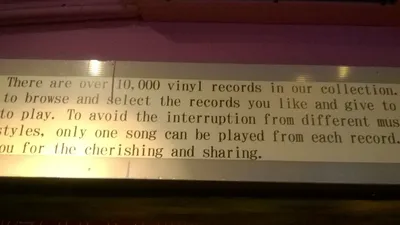 There are over 10,000 vinyl records in our collection.
to browse and select the records you like and give to
to play. To avoid the interruption from different mus
styles, only one song can be played from each record.
ou for the cherishing and sharing.